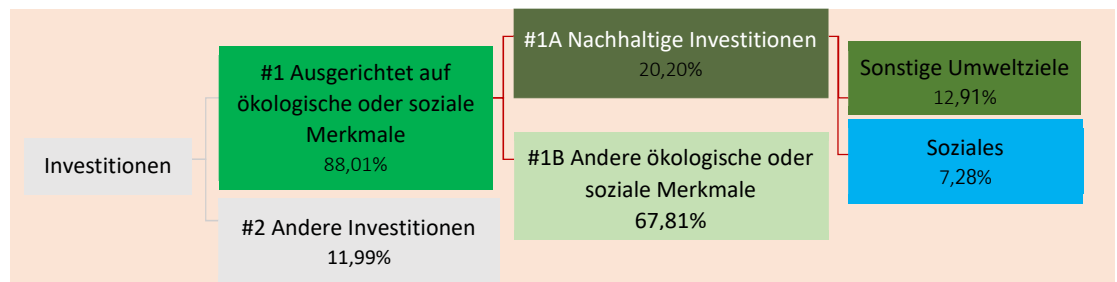 Investitionen
#1 Ausgerichtet auf
ökologische oder soziale
Merkmale
88,01%
#2 Andere Investitionen
11,99%
#1A Nachhaltige Investitionen
20,20%
#1B Andere ökologische oder
soziale Merkmale
67,81%
Sonstige Umweltziele
12,91%
Soziales
7,28%